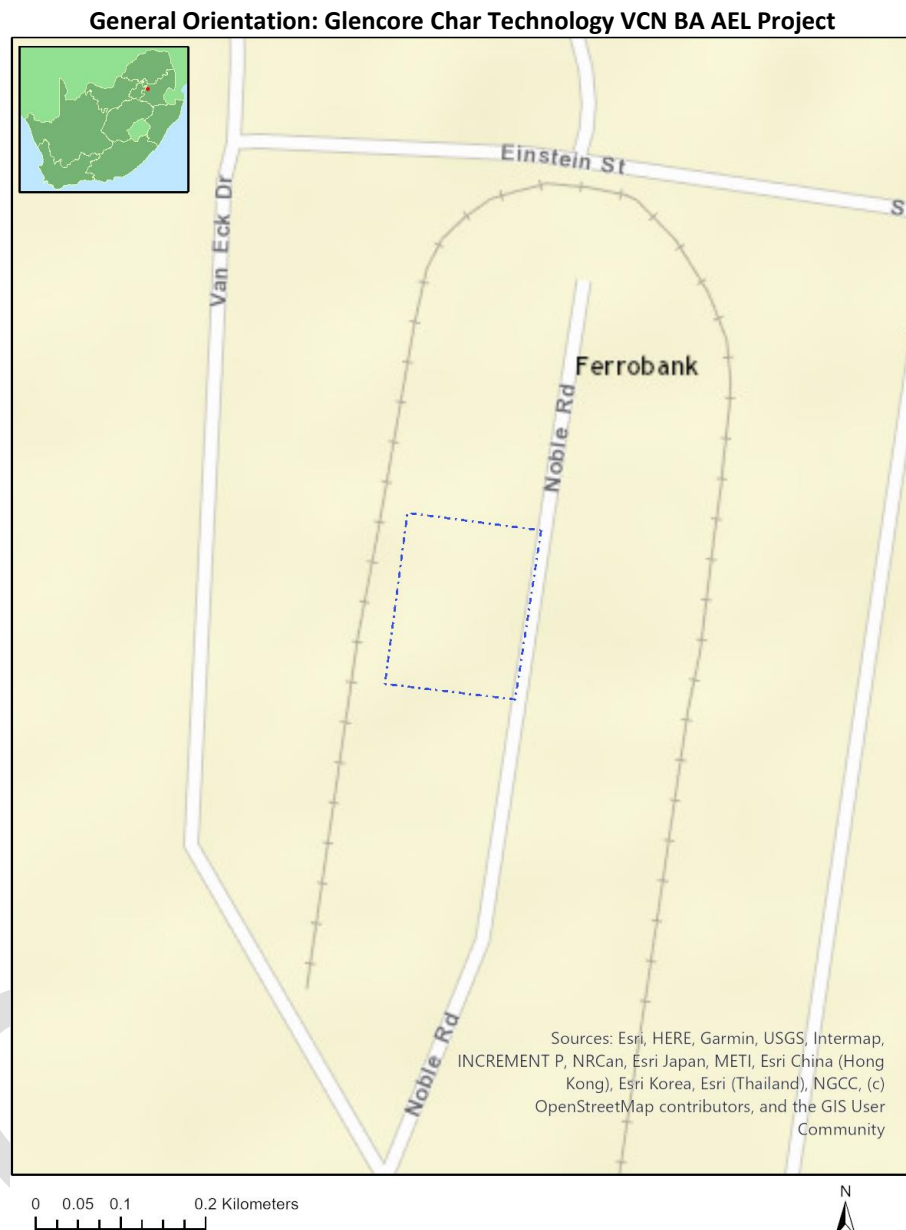 General Orientation: Glencore Char Technology VCN BA AEL Project
Einstein St
S
Van Eck Dr
Ferrobank
Noble Rd
Noble Rd
Sources: Esri, HERE, Garmin, USGS, Intermap,
INCREMENT P, NRCan, Esri Japan, METI, Esri China (Hong
Kong), Esri Korea, Esri (Thailand), NGCC, (c)
OpenStreetMap contributors, and the GIS User
Community
0 0.05 0.1 0.2 Kilometers
N